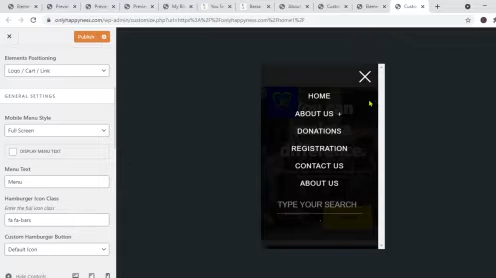 onlyhappyness.com/wp-admin/customize.php?url=https%3A%2F%2Fonlyhappyness.com%2Fhome1%2F
Publish
Elements Positioning
Logo / Cart / Link
GENERAL SETTINGS
Mobile Menu Style
Full Screen
DISPLAY MENU TEXT
Menu Text
Menu
Hamburger Icon Class
Enter the full icon class
fa fa-bars
Custom Hamburger Button
Default Icon
Hide Controls
HOME
ABOUT US +
DONATIONS
REGISTRATION
CONTACT US
ABOUT US
TYPE YOUR SEARCH